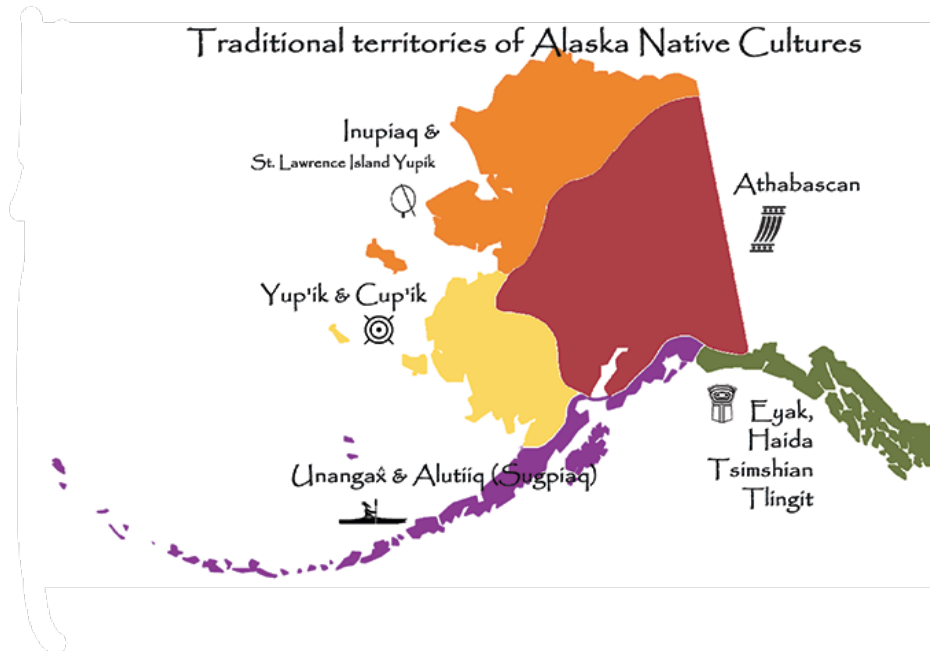 Traditional territories of Alaska Native Cultures
Inupiaq &
St. Lawrence Island Yupik
Athabascan
Yup'ik & Cup'ik
Unangax̂ & Alutiiq (Sugpiaq)
Eyak,
Haida
Tsimshian
Tlingit